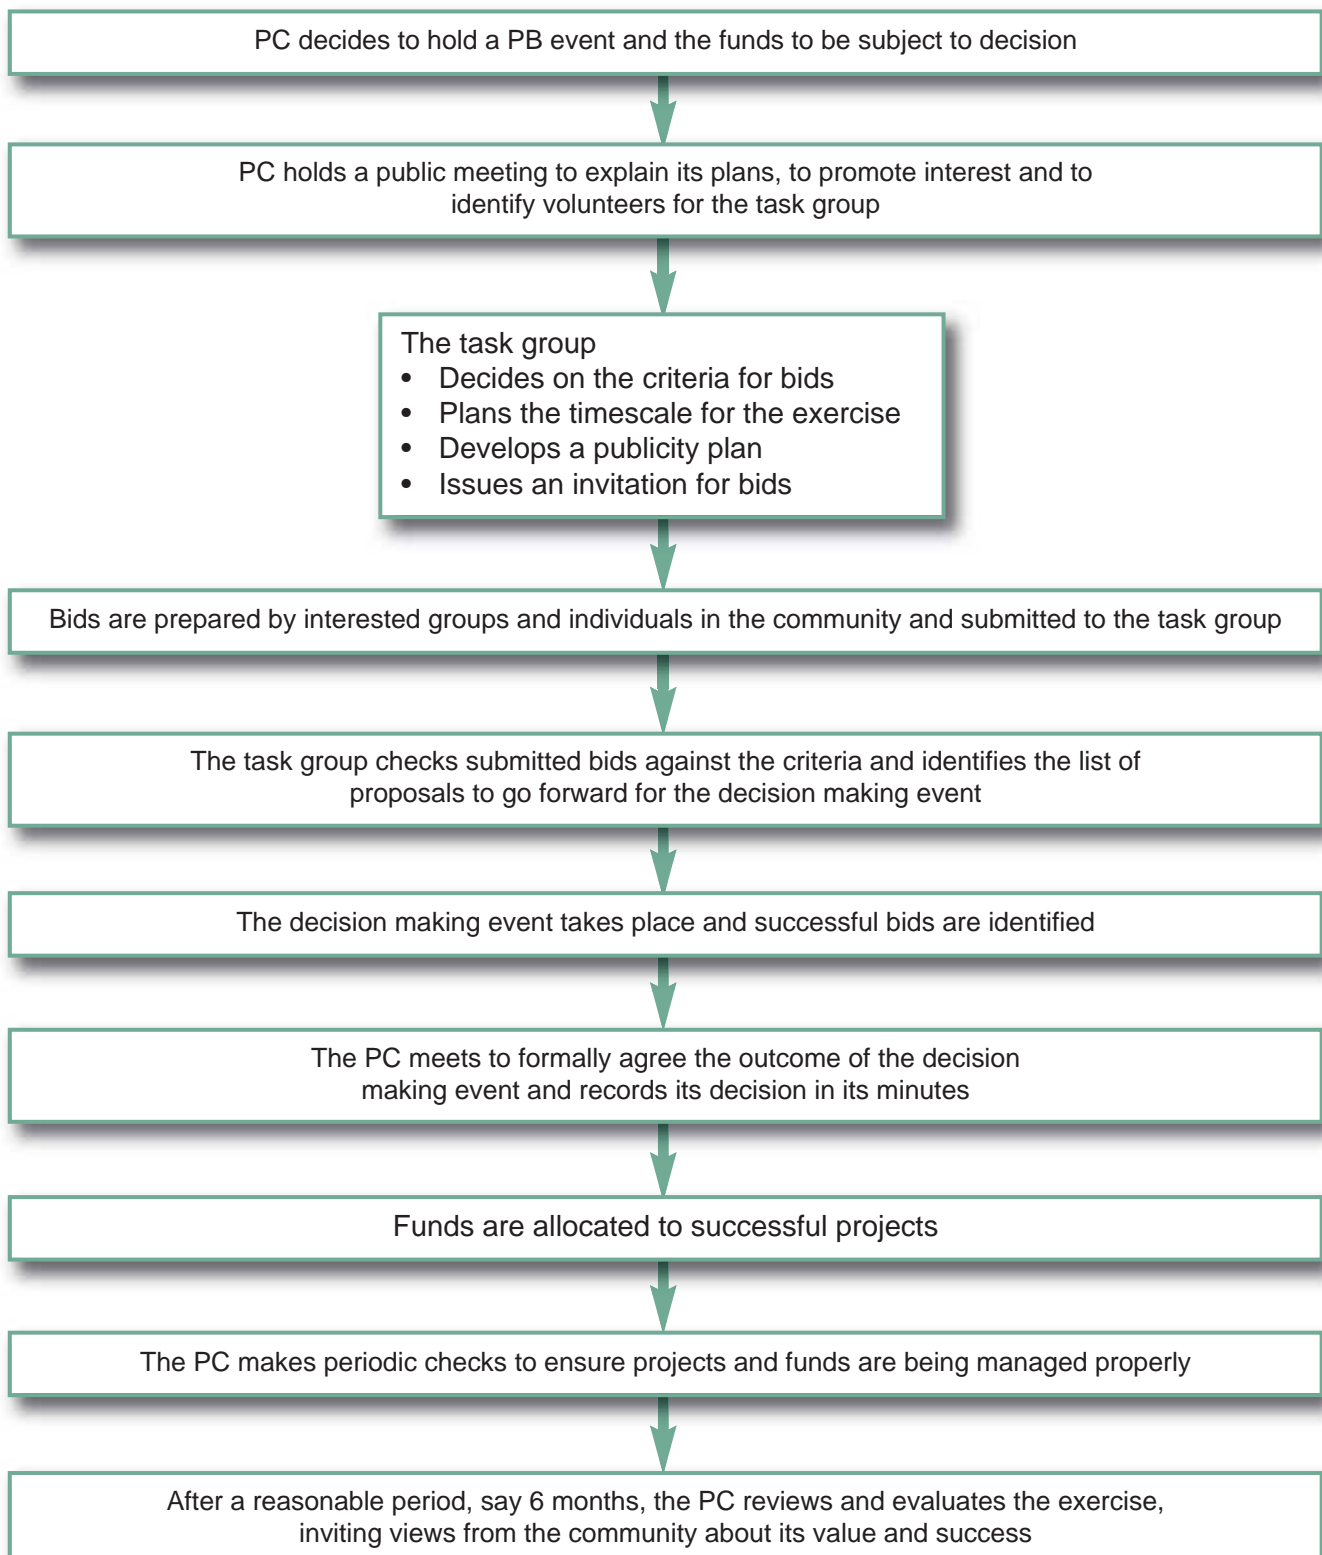 PC decides to hold a PB event and the funds to be subject to decision
PC holds a public meeting to explain its plans, to promote interest and to
identify volunteers for the task group
The task group
• Decides on the criteria for bids
• Plans the timescale for the exercise
• Develops a publicity plan
• Issues an invitation for bids
Bids are prepared by interested groups and individuals in the community and submitted to the task group
The task group checks submitted bids against the criteria and identifies the list of
proposals to go forward for the decision making event
The decision making event takes place and successful bids are identified
The PC meets to formally agree the outcome of the decision
making event and records its decision in its minutes
Funds are allocated to successful projects
The PC makes periodic checks to ensure projects and funds are being managed properly
After a reasonable period, say 6 months, the PC reviews and evaluates the exercise,
inviting views from the community about its value and success